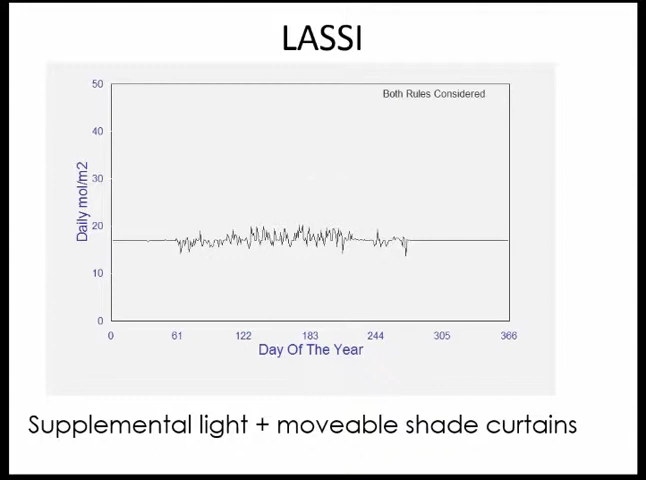 LASSI
50
Both Rules Considered
40
30
20
10
0
Daily mol/m2
0 61 122 183 244 305 366
Day Of The Year
Supplemental light + moveable shade curtains